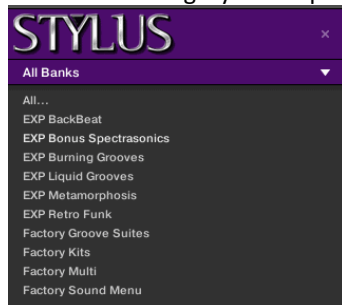 STYLUS
All Banks
All...
EXP BackBeat
EXP Bonus Spectrasonics
EXP Burning Grooves
EXP Liquid Grooves
EXP Metamorphosis
EXP Retro Funk
Factory Groove Suites
Factory Kits
Factory Multi
Factory Sound Menu